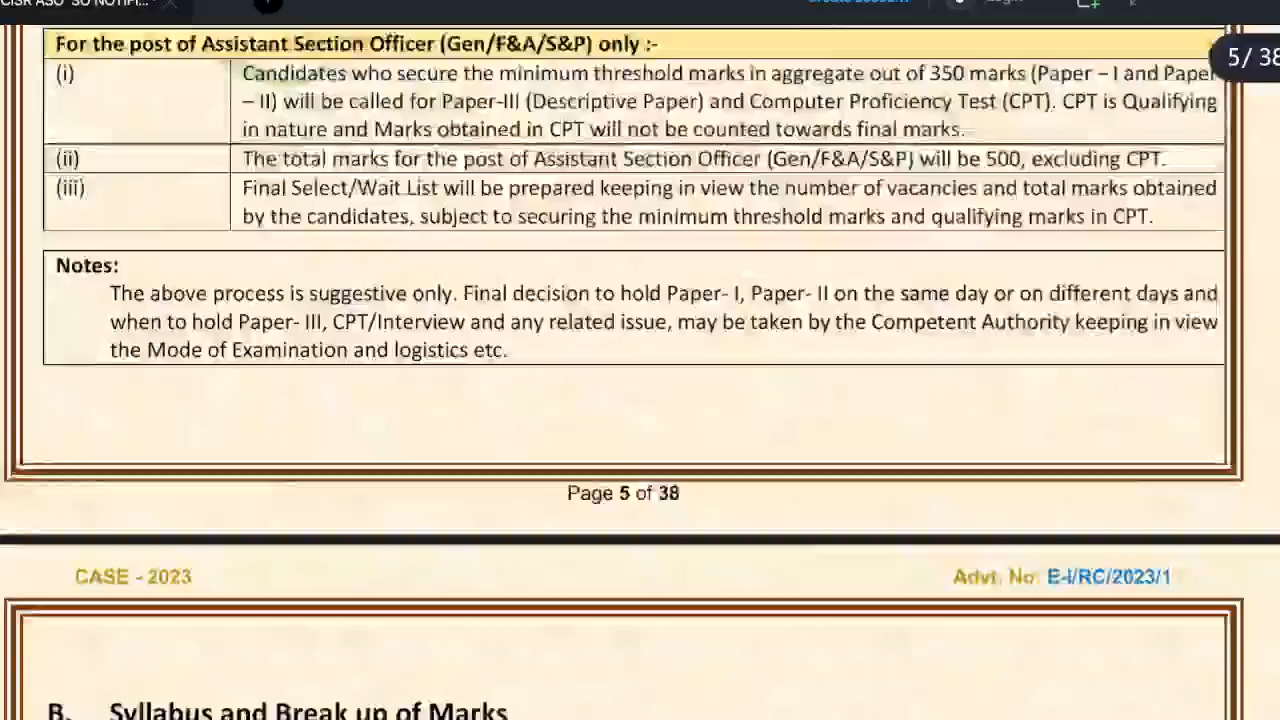 CISR ASO SO NOTIFI...
For the post of Assistant Section Officer (Gen/F&A/S&P) only :-
5/ 38
(i) Candidates who secure the minimum threshold marks in aggregate out of 350 marks (Paper – I and Paper
– II) will be called for Paper-III (Descriptive Paper) and Computer Proficiency Test (CPT). CPT is Qualifying
in nature and Marks obtained in CPT will not be counted towards final marks.
(ii) The total marks for the post of Assistant Section Officer (Gen/F&A/S&P) will be 500, excluding CPT.
(iii) Final Select/Wait List will be prepared keeping in view the number of vacancies and total marks obtained
by the candidates, subject to securing the minimum threshold marks and qualifying marks in CPT.
Notes:
The above process is suggestive only. Final decision to hold Paper- I, Paper- II on the same day or on different days and
when to hold Paper- III, CPT/Interview and any related issue, may be taken by the Competent Authority keeping in view
the Mode of Examination and logistics etc.
Page 5 of 38
CASE - 2023 Advt. No: E-I/RC/2023/1
B. Syllabus and Break up of Marks